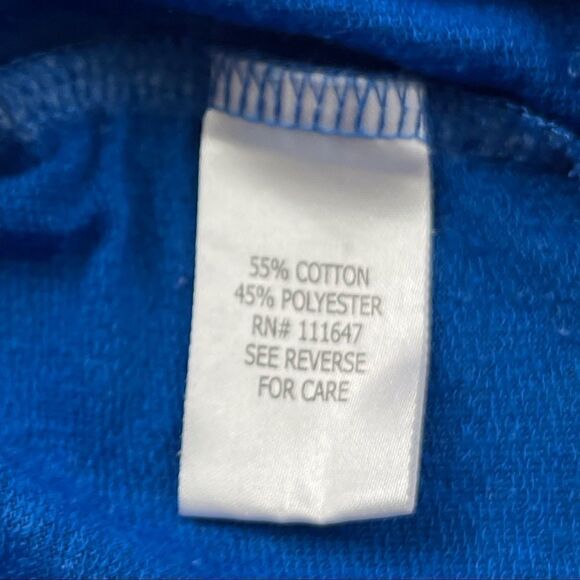 55% COTTON
45% POLYESTER
RN# 111647
SEE REVERSE
FOR CARE